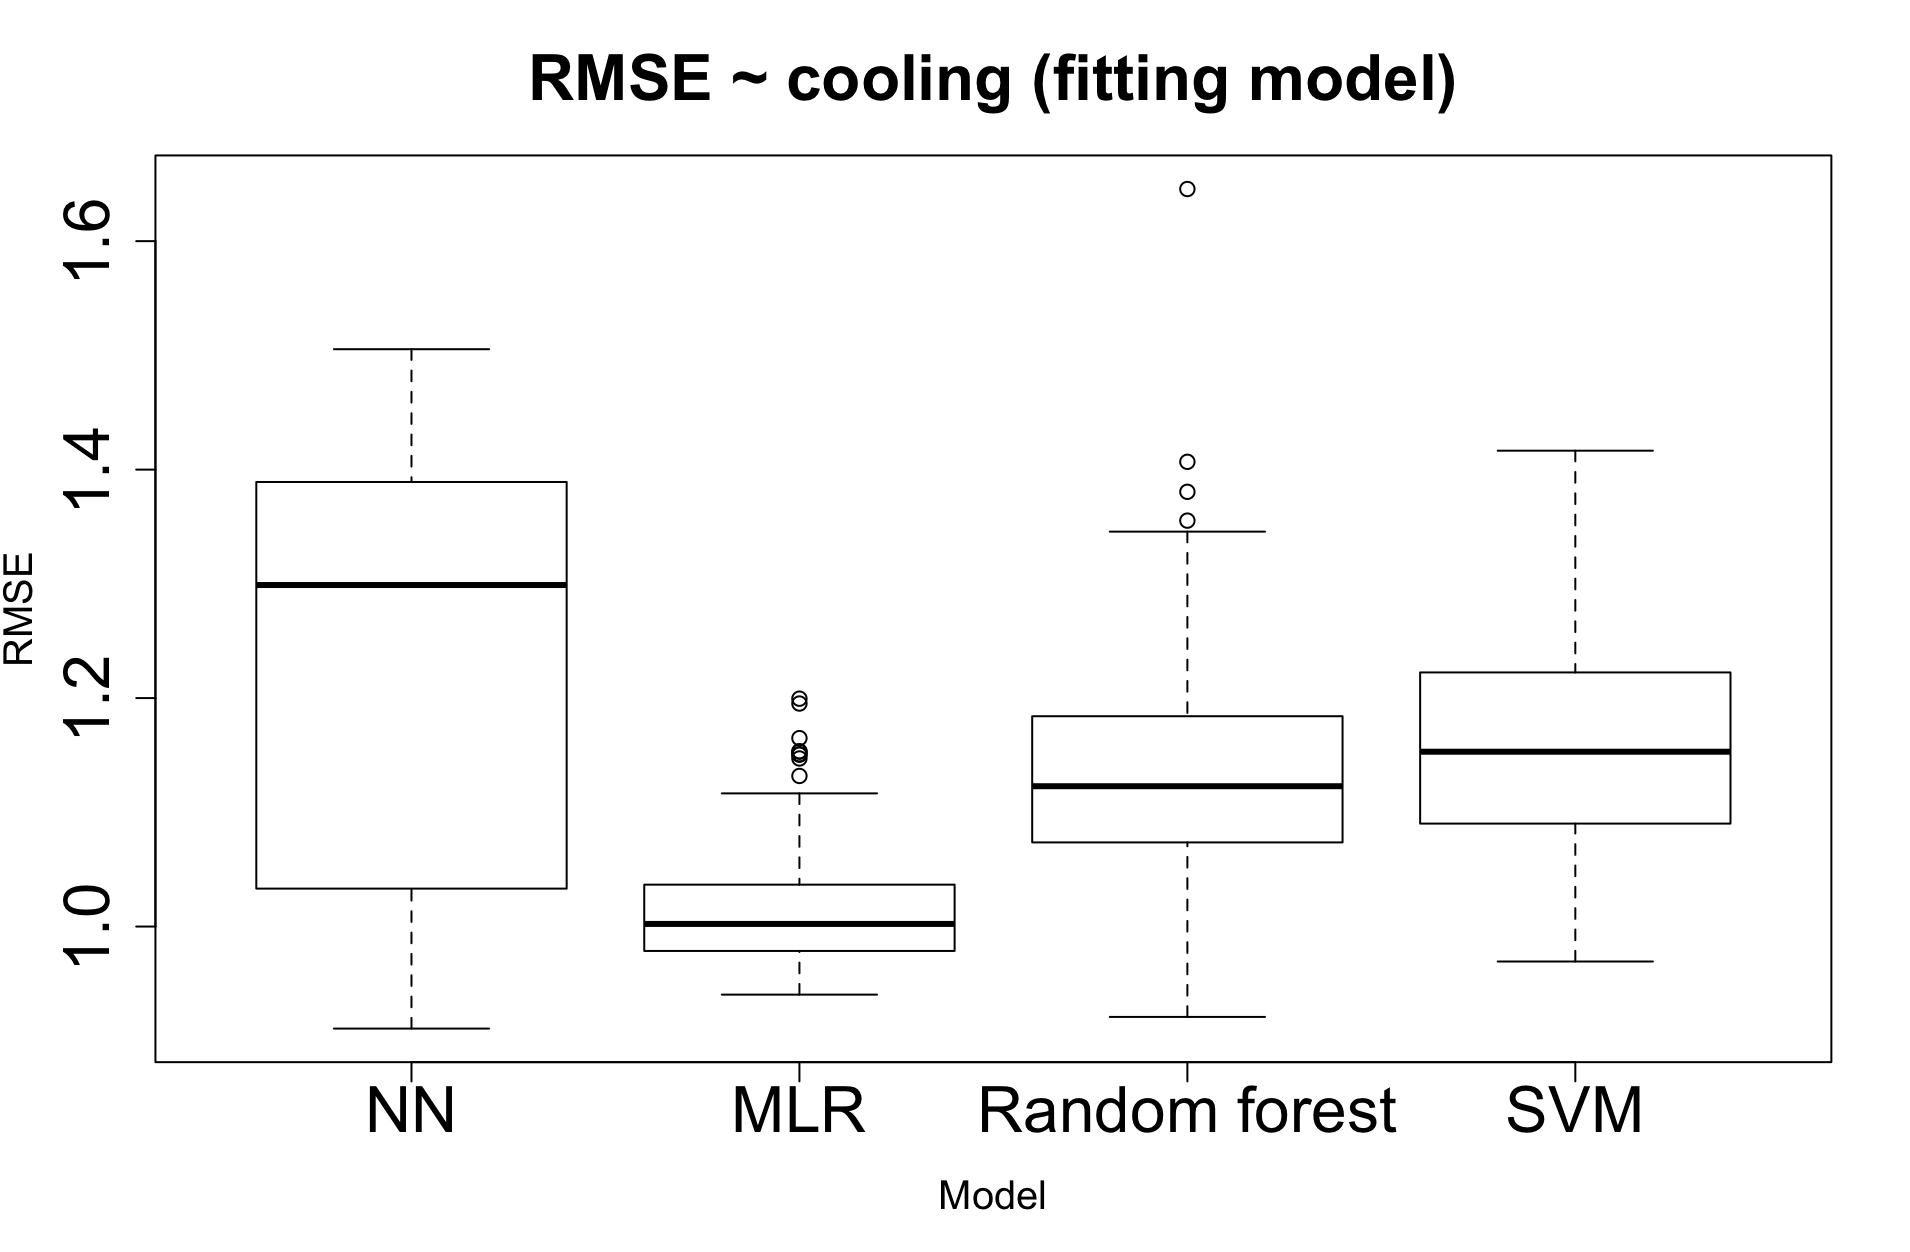 RMSE ~ cooling (fitting model)
RMSE
1.6
1.4
1.2
1.0
NN MLR Random forest SVM
Model